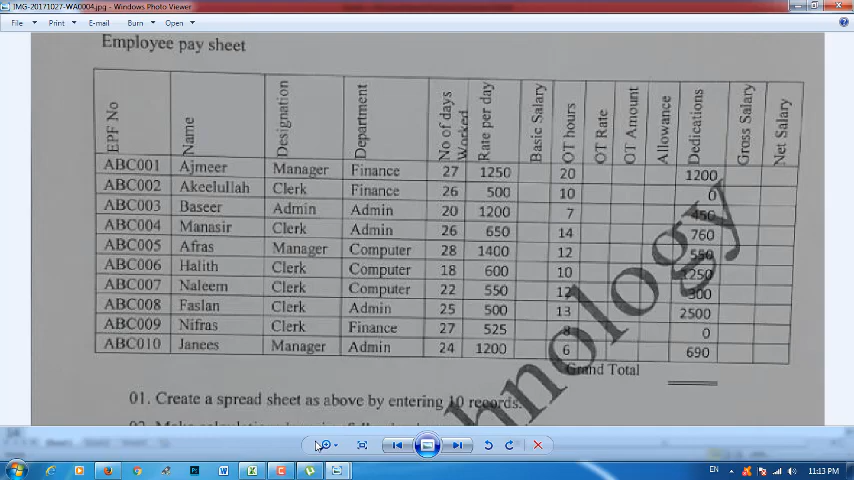 IMG-20171027-WA0004.jpg - Windows Photo Viewer
File Print E-mail Burn Open
Employee pay sheet
EPF No Name Designation Department No of days Worked Rate per day Basic Salary OT hours OT Rate OT Amount Allowance Dedications Gross Salary Net Salary
ABC001 Ajmeer Manager Finance 27 1250 20 1200
ABC002 Akeelullah Clerk Finance 26 500 10 0
ABC003 Baseer Admin Admin 20 1200 7 450
ABC004 Manasir Clerk Admin 26 650 14 760
ABC005 Afras Manager Computer 28 1400 12 550
ABC006 Halith Clerk Computer 18 600 10 1250
ABC007 Naleem Clerk Computer 22 550 12 300
ABC008 Faslan Clerk Admin 25 500 13 2500
ABC009 Nifras Clerk Finance 27 525 8 0
ABC010 Janees Manager Admin 24 1200 6 690
Grand Total
hnology
01. Create a spread sheet as above by entering 10 records.
EN 11:13 PM